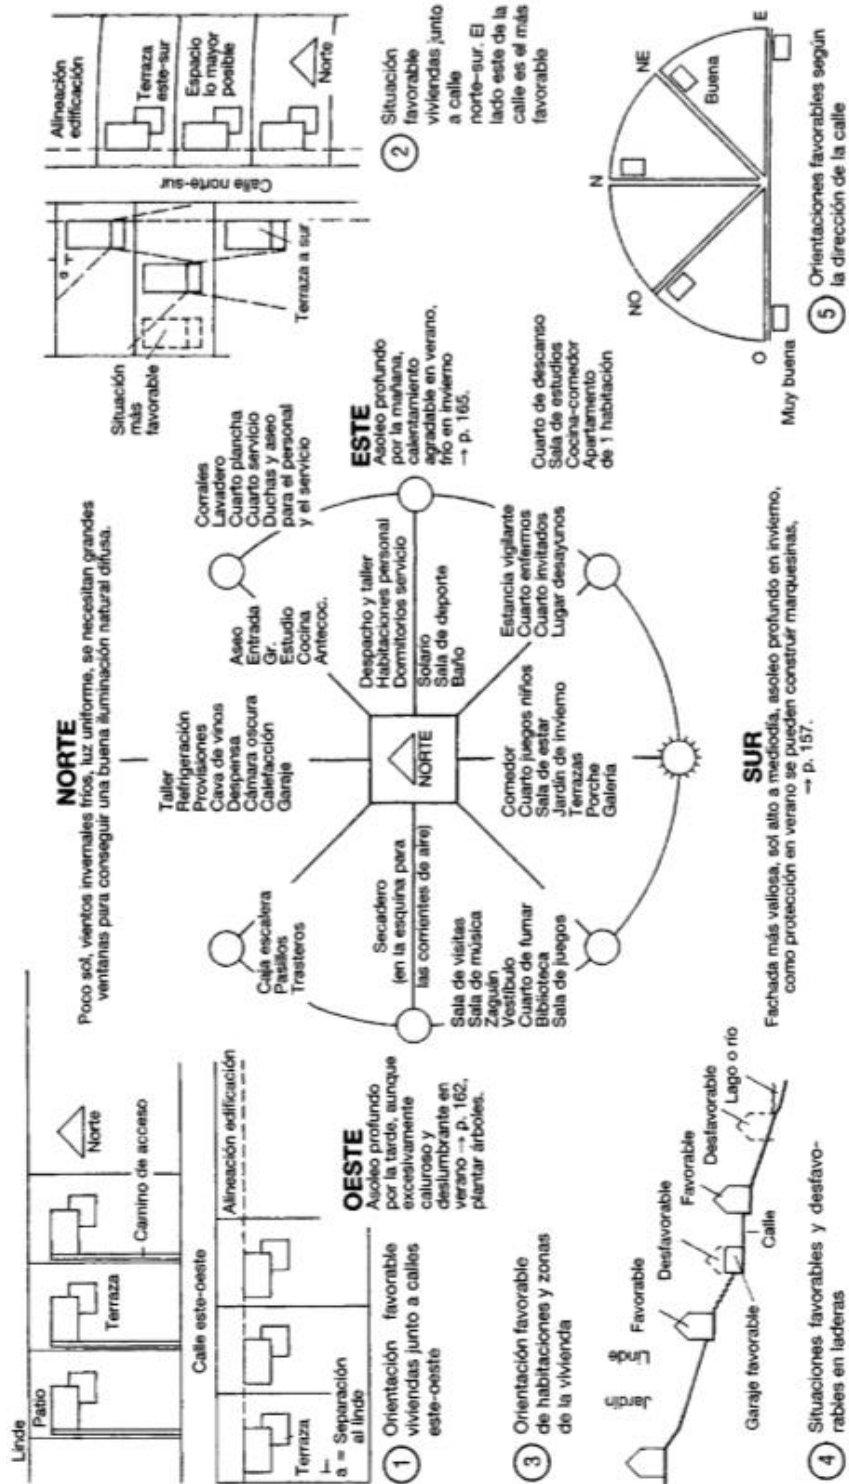 Linde
Patio
Terraza
Camino de acceso
Norte
Calle este-oeste
Alineación edificación
Terraza
a = Separación
al linde
1 Orientación favorable
viviendas junto a calles
este-oeste
Alineación
edificación
Terraza
este-sur
Espacio
lo mayor
posible
Norte
Calle norte-sur
a
Terraza a sur
Situación
más
favorable
2 Situación
favorable
viviendas junto
a calle
norte-sur. El
lado este de la
calle es el más
favorable
NORTE
Poco sol, vientos invernales fríos, luz uniforme, se necesitan grandes
ventanas para conseguir una buena iluminación natural difusa.
Taller
Refrigeración
Provisiones
Cava de vinos
Despensa
Cámara oscura
Calefacción
Garaje
Caja escalera
Pasillos
Trasteros
Aseo
Entrada
Gr.
Estudio
Cocina
Antecoc.
Corrales
Lavadero
Cuarto plancha
Cuarto servicio
Duchas y aseo
para el personal
y el servicio
OESTE
Asoleo profundo
por la tarde, aunque
excesivamente
caluroso y
deslumbrante en
verano → p. 162,
plantar árboles.
Secadero
(en la esquina para
las corrientes de aire)
NORTE
Despacho y taller
Habitaciones personal
Dormitorios servicio
Solario
Sala de deporte
Baño
ESTE
Asoleo profundo
por la mañana,
calentamiento
agradable en verano,
frío en invierno
→ p. 165.
Sala de visitas
Sala de música
Zaguán
Vestíbulo
Cuarto de fumar
Biblioteca
Sala de juegos
Comedor
Cuarto juegos niños
Sala de estar
Jardín de invierno
Terrazas
Porche
Galería
Estancia vigilante
Cuarto enfermos
Cuarto invitados
Lugar desayunos
Cuarto de descanso
Sala de estudios
Cocina-comedor
Apartamento
de 1 habitación
SUR
Fachada más valiosa, sol alto a mediodía, asoleo profundo en invierno,
como protección en verano se pueden construir marquesinas,
→ p. 157.
3 Orientación favorable
de habitaciones y zonas
de la vivienda
Jardín
Linde
Favorable
Desfavorable
Favorable
Desfavorable
Lago o río
Calle
Garaje favorable
4 Situaciones favorables y desfavo-
rables en laderas
N
NO
NE
O
E
Buena
Muy buena
5 Orientaciones favorables según
la dirección de la calle